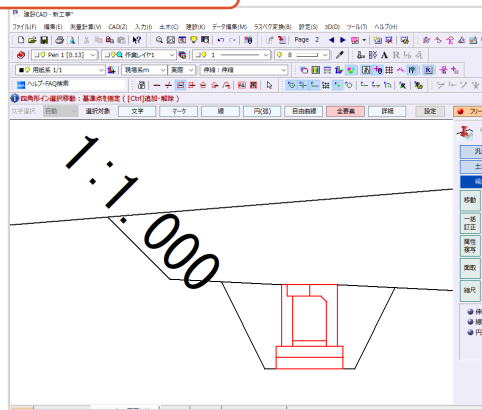 建設CAD - 新工事*
ファイル(F) 編集(E) 測量計算(V) CAD(Z) 入力(I) 土木(C) 建設(K) データ編集(M) ラスベク変換(B) 設定(S) 3D(D) ツール(T) ヘルプ(H)
P 0.13 作業レイヤ1 1 8 Page 2
用紙系 1/1 現場系m 実座 停線 : 停線
ヘルプ・FAQ検索
四角形イン選択移動：基準点を指定 ( [Ctrl]追加・解除 )
文字選択 自動 選択対象 文字 マーク 線 円(弧) 自由曲線 全要素 詳細 設定 フリー
1:1.000
移動
一括
訂正
属性
複写
面取
縮尺